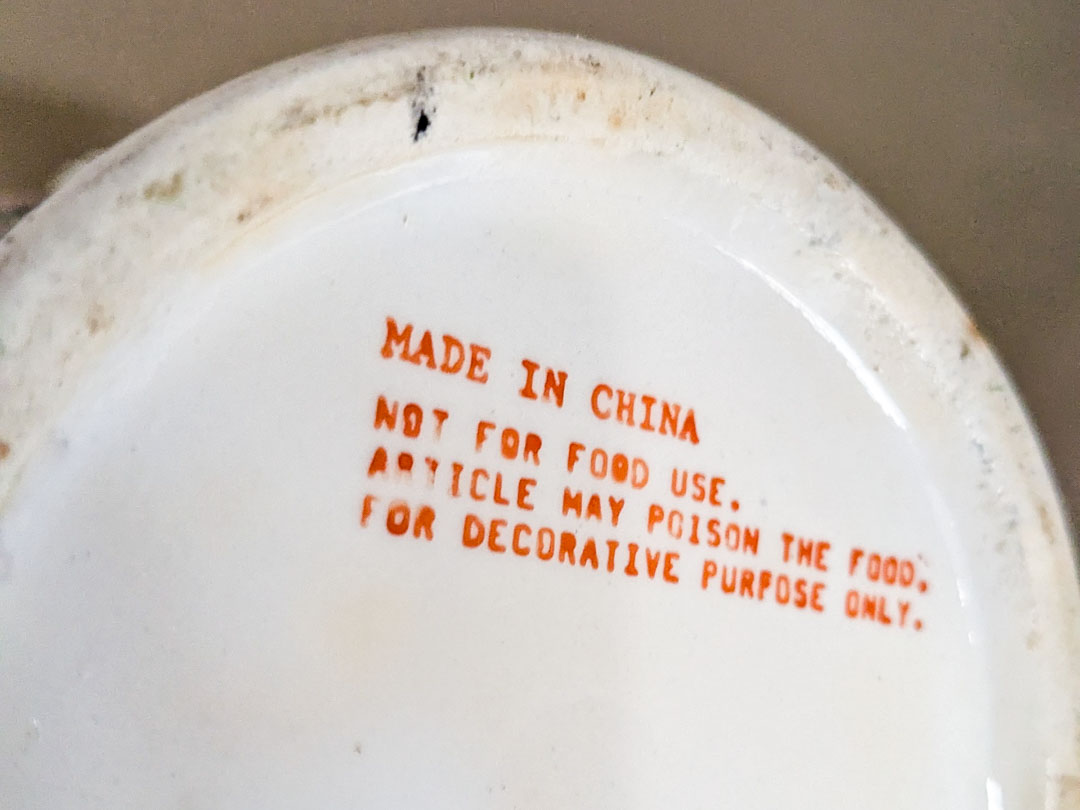 MADE IN CHINA
NOT FOR FOOD USE.
ARTICLE MAY POISON THE FOOD.
FOR DECORATIVE PURPOSE ONLY.